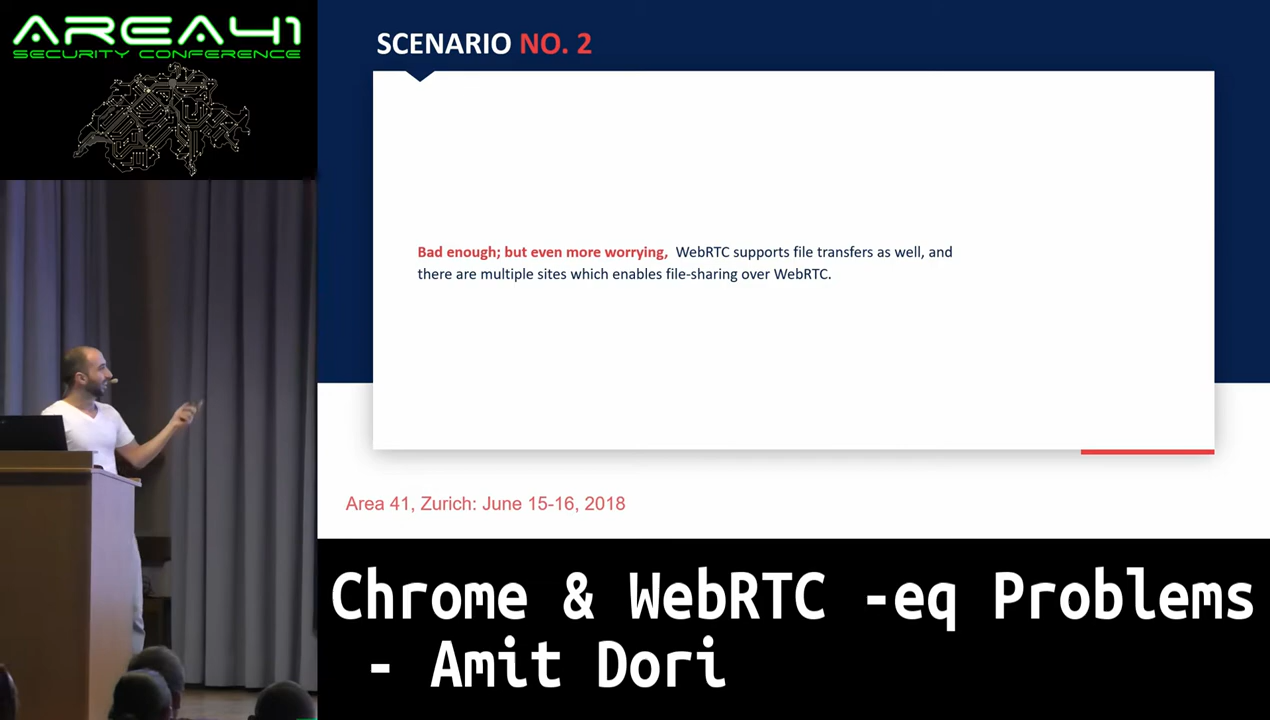 AREA41
SECURITY CONFERENCE
SCENARIO NO. 2
Bad enough; but even more worrying, WebRTC supports file transfers as well, and
there are multiple sites which enables file-sharing over WebRTC.
Area 41, Zurich: June 15-16, 2018
Chrome & WebRTC -eq Problems
- Amit Dori